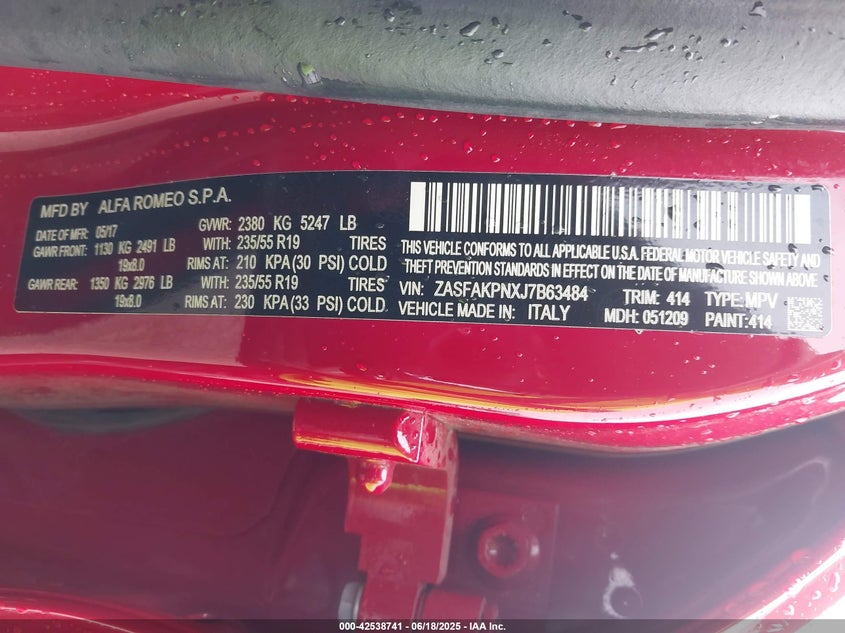 MFD BY ALFA ROMEO S.P.A.
DATE OF MFR 05/17 GVWR: 2380 KG 5247 LB
GAWR FRONT: 1130 KG 2491 LB WITH: 235/55 R19 TIRES
19x8.0 RIMS AT: 210 KPA(30 PSI) COLD
GAWR REAR: 1350 KG 2976 LB WITH: 235/55 R19 TIRES
19x8.0 RIMS AT: 230 KPA (33 PSI) COLD
THIS VEHICLE CONFORMS TO ALL APPLICABLE U.S.A. FEDERAL MOTOR VEHICLE SAFETY AND
THEFT PREVENTION STANDARDS IN EFFECT ON THE DATE OF MANUFACTURE SHOWN ABOVE.
VIN: ZASFAKPNXJ7B63484 TRIM: 414 TYPE: MPV
VEHICLE MADE IN: ITALY MDH: 051209 PAINT:414
000-42538741 - 06/18/2025 - IAA Inc.